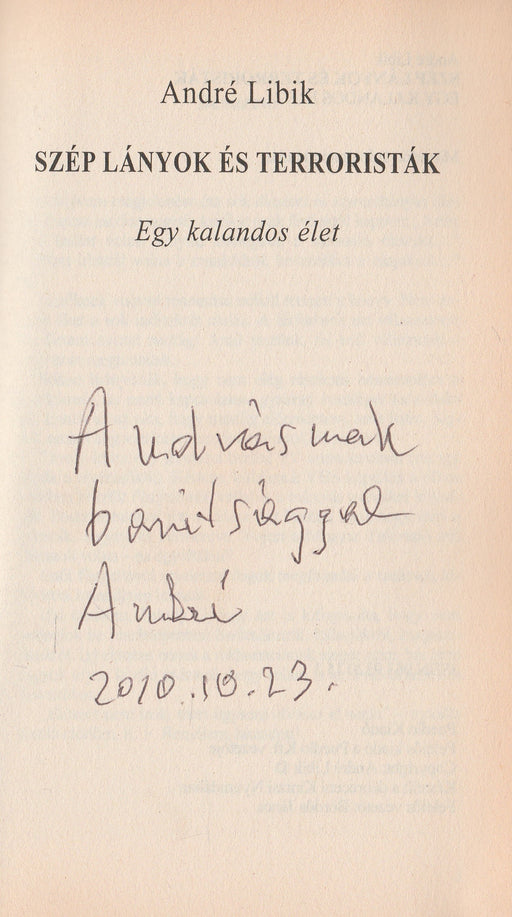 André Libik
SZÉP LÁNYOK ÉS TERRORISTÁK
Egy kalandos élet
Andrásnak
barátsággal
André
2010.10.23.